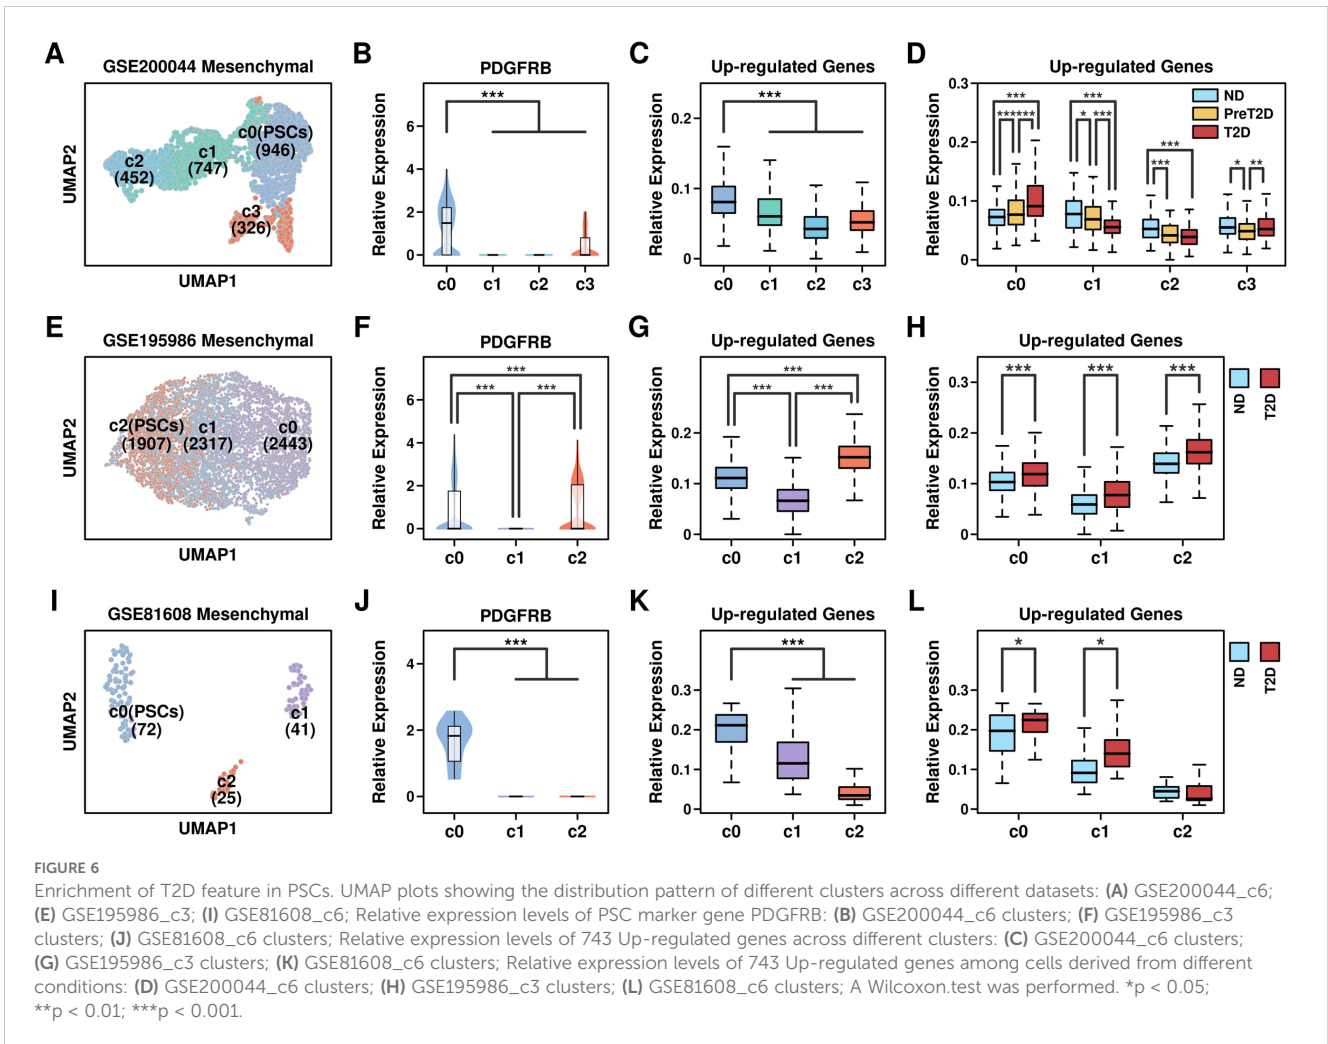 A
GSE200044 Mesenchymal
c0(PSCs)
(946)
c1
(747)
c2
(452)
c3
(326)
UMAP2
UMAP1
B
PDGFRB
***
Relative Expression
6
4
2
0
c0 c1 c2 c3
C
Up-regulated Genes
***
Relative Expression
0.2
0.1
0
c0 c1 c2 c3
D
Up-regulated Genes
ND
PreT2D
T2D
*** ***
*** *** * ***
***
***
* **
Relative Expression
0.3
0.2
0.1
0
c0 c1 c2 c3
E
GSE195986 Mesenchymal
c2(PSCs) c1 c0
(1907) (2317) (2443)
UMAP2
UMAP1
F
PDGFRB
***
*** ***
Relative Expression
6
4
2
0
c0 c1 c2
G
Up-regulated Genes
***
*** ***
Relative Expression
0.2
0.1
0
c0 c1 c2
H
Up-regulated Genes
*** *** ***
Relative Expression
0.3
0.2
0.1
0
c0 c1 c2
ND
T2D
I
GSE81608 Mesenchymal
c0(PSCs)
(72)
c1
(41)
c2
(25)
UMAP2
UMAP1
J
PDGFRB
***
Relative Expression
4
2
0
c0 c1 c2
K
Up-regulated Genes
***
Relative Expression
0.3
0.2
0.1
0
c0 c1 c2
L
Up-regulated Genes
* *
Relative Expression
0.3
0.2
0.1
0
c0 c1 c2
ND
T2D
FIGURE 6
Enrichment of T2D feature in PSCs. UMAP plots showing the distribution pattern of different clusters across different datasets: (A) GSE200044_c6;
(E) GSE195986_c3; (I) GSE81608_c6; Relative expression levels of PSC marker gene PDGFRB: (B) GSE200044_c6 clusters; (F) GSE195986_c3
clusters; (J) GSE81608_c6 clusters; Relative expression levels of 743 Up-regulated genes across different clusters: (C) GSE200044_c6 clusters;
(G) GSE195986_c3 clusters; (K) GSE81608_c6 clusters; Relative expression levels of 743 Up-regulated genes among cells derived from different
conditions: (D) GSE200044_c6 clusters; (H) GSE195986_c3 clusters; (L) GSE81608_c6 clusters; A Wilcoxon.test was performed. *p < 0.05;
**p < 0.01; ***p < 0.001.